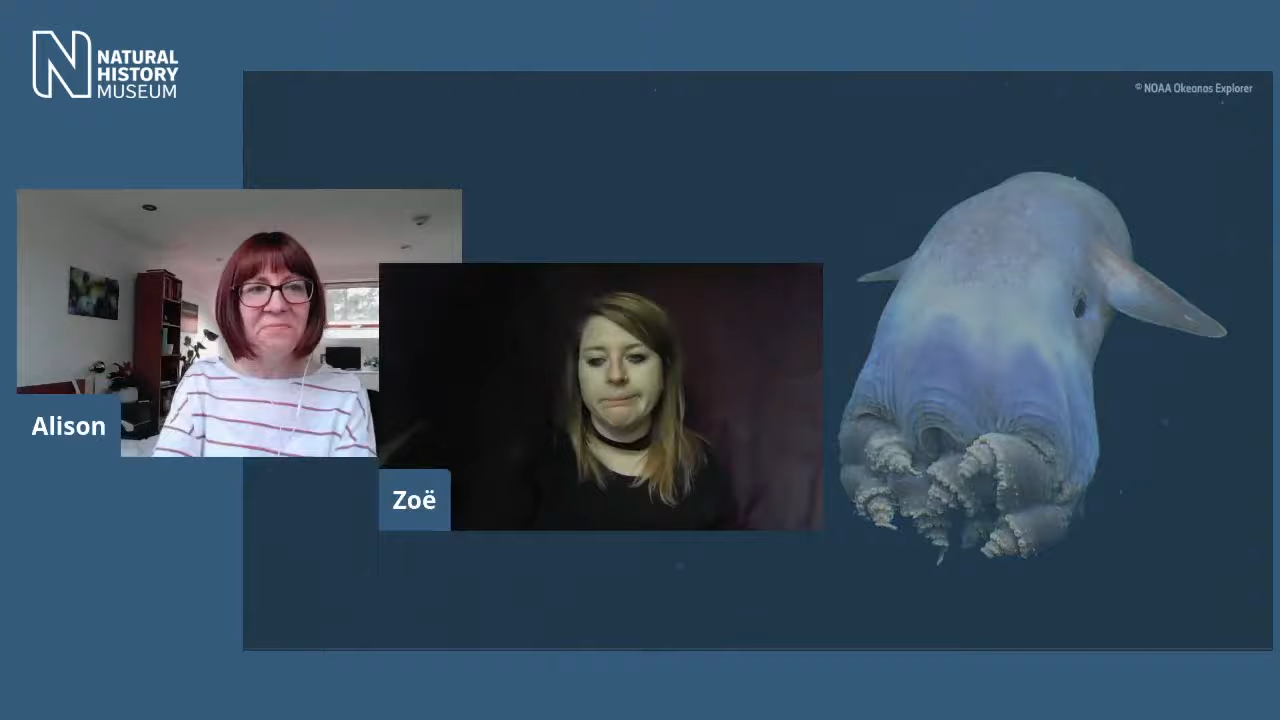 NATURAL
HISTORY
MUSEUM
© NOAA Okeanos Explorer
Alison
Zoë